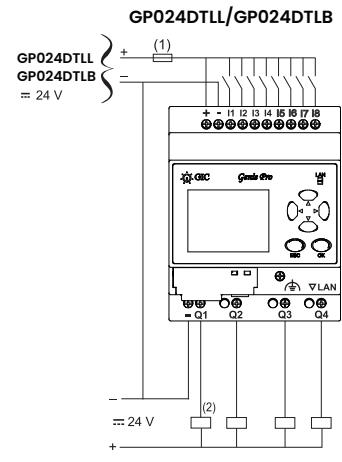 GP024DTLL/GP024DTLB
GP024DTLL
GP024DTLB
⎓ 24 V
+
−
(1)
+ - I1 I2 I3 I4 I5 I6 I7 I8
GIC Genie Pro
LAN
ESC OK
▽LAN
= Q1 Q2 Q3 Q4
−
⎓ 24 V
+
(2)